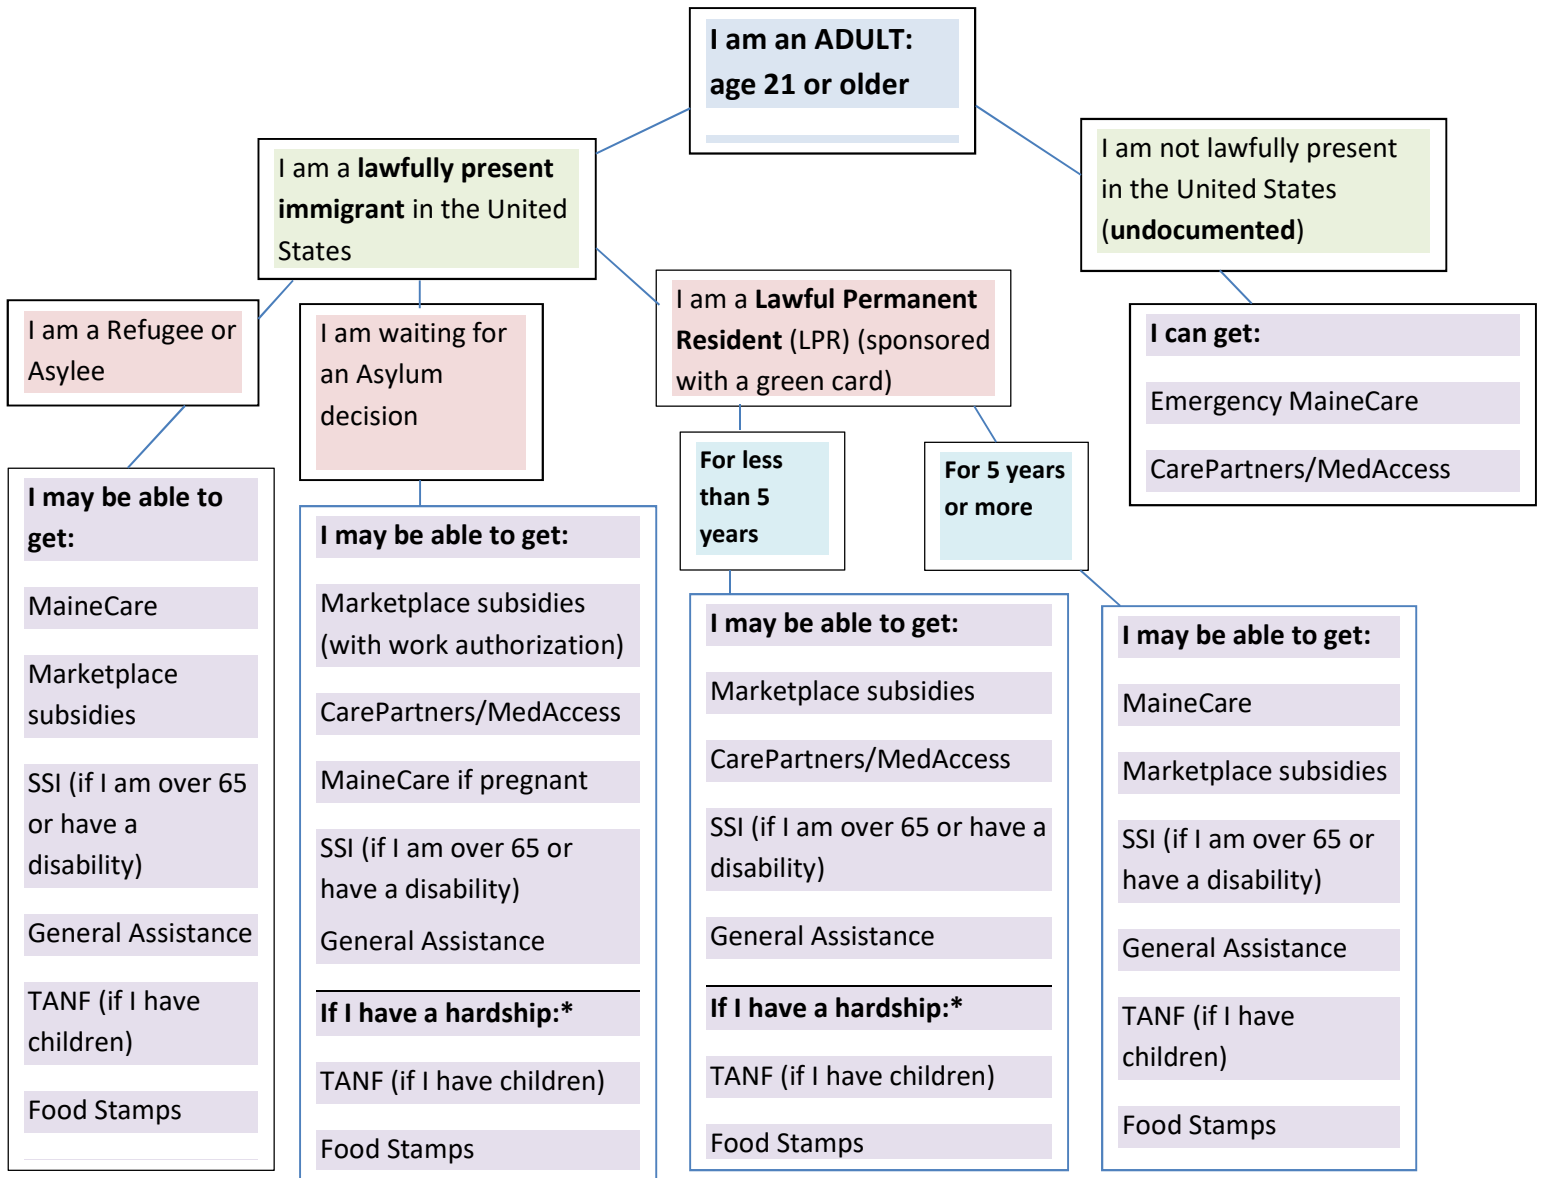 I am an ADULT:
age 21 or older
I am a lawfully present
immigrant in the United
States
I am not lawfully present
in the United States
(undocumented)
I am a Refugee or
Asylee
I am waiting for
an Asylum
decision
I am a Lawful Permanent
Resident (LPR) (sponsored
with a green card)
I can get:
Emergency MaineCare
CarePartners/MedAccess
For less
than 5
years
For 5 years
or more
I may be able to
get:
MaineCare
Marketplace
subsidies
SSI (if I am over 65
or have a
disability)
General Assistance
TANF (if I have
children)
Food Stamps
I may be able to get:
Marketplace subsidies
(with work authorization)
CarePartners/MedAccess
MaineCare if pregnant
SSI (if I am over 65 or
have a disability)
General Assistance
If I have a hardship:*
TANF (if I have children)
Food Stamps
I may be able to get:
Marketplace subsidies
CarePartners/MedAccess
SSI (if I am over 65 or have a
disability)
General Assistance
If I have a hardship:*
TANF (if I have children)
Food Stamps
I may be able to get:
MaineCare
Marketplace subsidies
SSI (if I am over 65 or
have a disability)
General Assistance
TANF (if I have
children)
Food Stamps